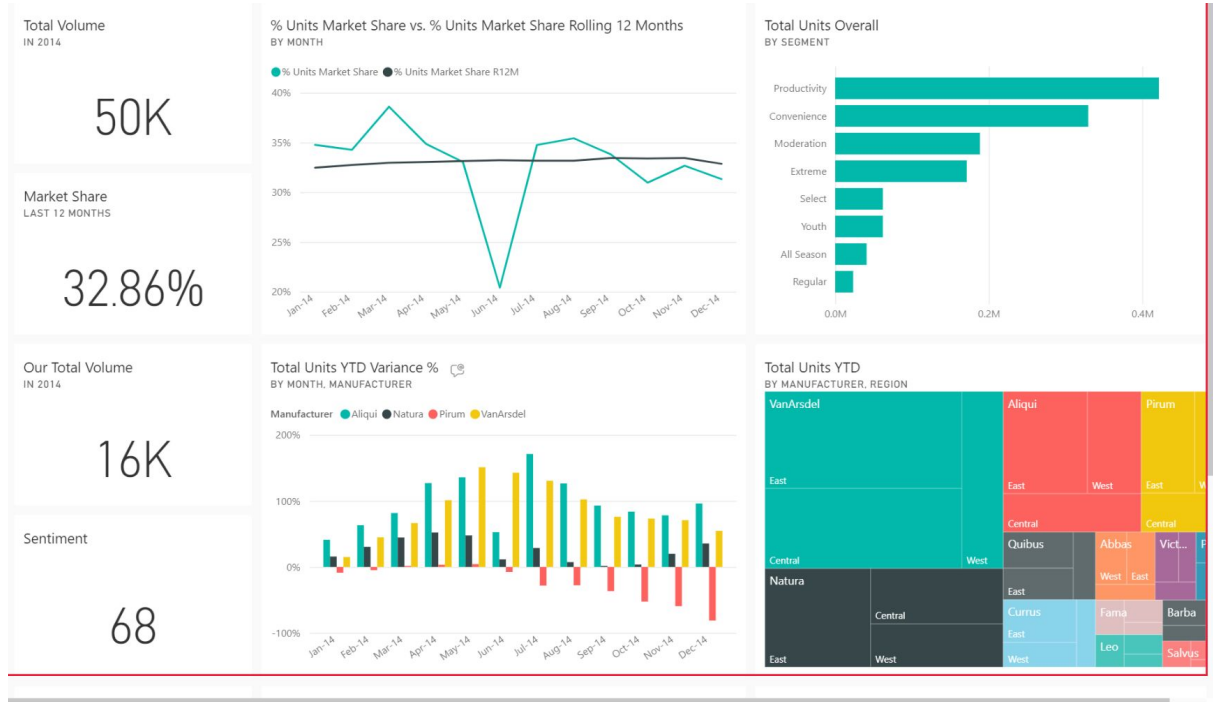 Total Volume
IN 2014
50K
Market Share
LAST 12 MONTHS
32.86%
Our Total Volume
IN 2014
16K
Sentiment
68
% Units Market Share vs. % Units Market Share Rolling 12 Months
BY MONTH
% Units Market Share % Units Market Share R12M
40%
35%
30%
25%
20%
Jan-14 Feb-14 Mar-14 Apr-14 May-14 Jun-14 Jul-14 Aug-14 Sep-14 Oct-14 Nov-14 Dec-14
Total Units Overall
BY SEGMENT
Productivity
Convenience
Moderation
Extreme
Select
Youth
All Season
Regular
0.0M 0.2M 0.4M
Total Units YTD Variance %
BY MONTH, MANUFACTURER
Manufacturer Aliqui Natura Pirum VanArsdel
200%
100%
0%
-100%
Jan-14 Feb-14 Mar-14 Apr-14 May-14 Jun-14 Jul-14 Aug-14 Sep-14 Oct-14 Nov-14 Dec-14
Total Units YTD
BY MANUFACTURER, REGION
VanArsdel
East
Central
West
Natura
East
Central
West
Aliqui
East West
Central
Pirum
East W
Central
Quibus
East
Abbas
West East
Vict...
P
Currus
East
West
Fama
Barba
Leo
Salvus